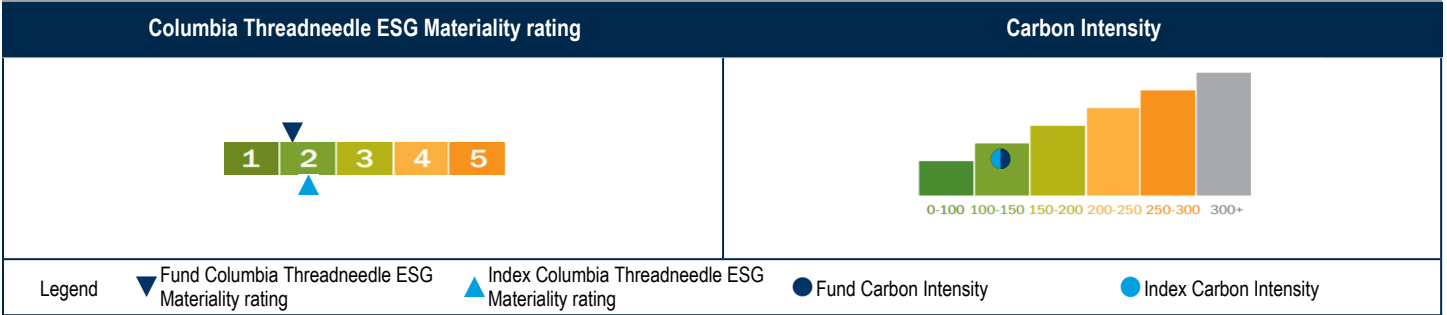 Columbia Threadneedle ESG Materiality rating
Carbon Intensity
1 2 3 4 5
0-100 100-150 150-200 200-250 250-300 300+
Legend
Fund Columbia Threadneedle ESG
Materiality rating
Index Columbia Threadneedle ESG
Materiality rating
Fund Carbon Intensity
Index Carbon Intensity